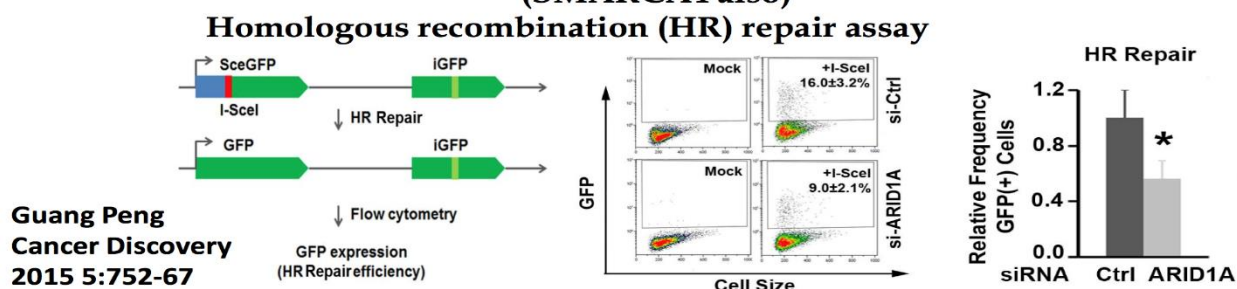 (SMARCA4 also)
Homologous recombination (HR) repair assay
SceGFP
iGFP
I-SceI
HR Repair
GFP
iGFP
Flow cytometry
GFP expression
(HR Repair efficiency)
Guang Peng
Cancer Discovery
2015 5:752-67
Mock
+I-SceI
16.0±3.2%
si-Ctrl
Mock
+I-SceI
9.0±2.1%
si-ARID1A
GFP
Cell Size
HR Repair
Relative Frequency
GFP(+) Cells
1.2
0.8
0.4
0.0
*
siRNA Ctrl ARID1A